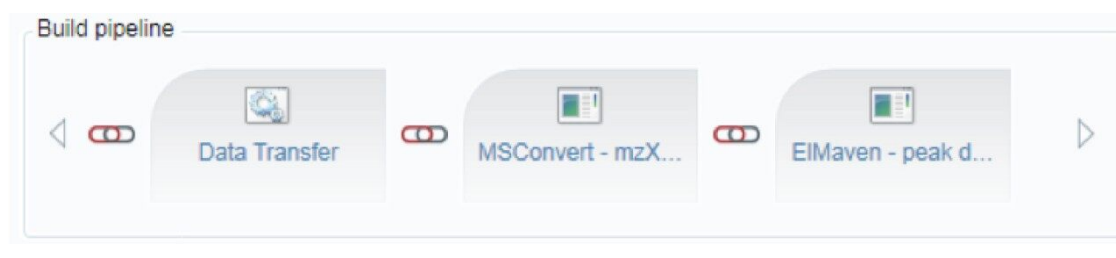 Build pipeline
Data Transfer
MSConvert - mzX...
ElMaven - peak d...